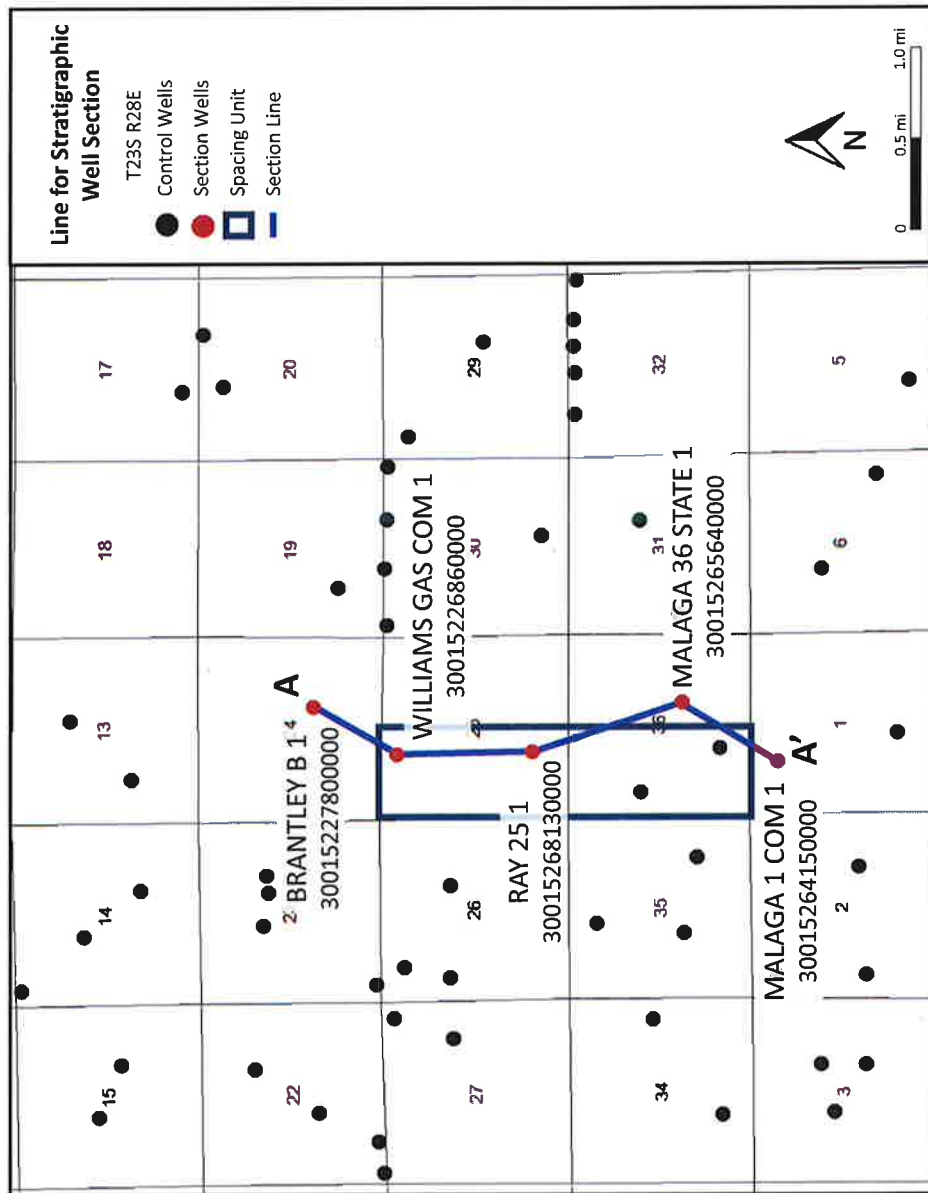 Line for Stratigraphic
Well Section
T23S R28E
Control Wells
Section Wells
Spacing Unit
Section Line
N
0
0.5 mi
1.0 mi
15
14
13
18
17
22
BRANTLEY B 1
30015227800000
A
19
20
27
26
WILLIAMS GAS COM 1
30015226860000
30
29
RAY 25 1
30015268130000
34
35
36
31
32
MALAGA 36 STATE 1
30015265640000
3
2
MALAGA 1 COM 1
30015264150000
A'
1
6
5